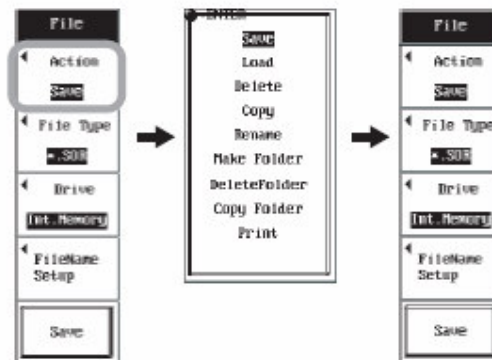 File
Action
Save
File Type
*.SOR
Drive
Int.Memory
FileName
Setup
Save
ENTER
Save
Load
Delete
Copy
Rename
Make Folder
DeleteFolder
Copy Folder
Print
File
Action
Save
File Type
*.SOR
Drive
Int.Memory
FileName
Setup
Save